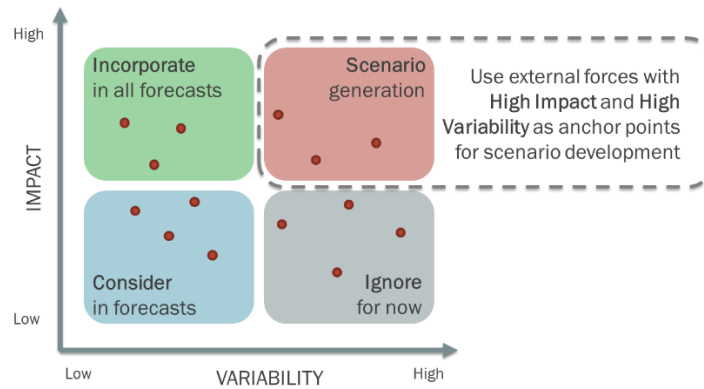 High
Incorporate
in all forecasts
Scenario
generation
Use external forces with
High Impact and High
Variability as anchor points
for scenario development
IMPACT
Consider
in forecasts
Ignore
for now
Low
Low
VARIABILITY
High